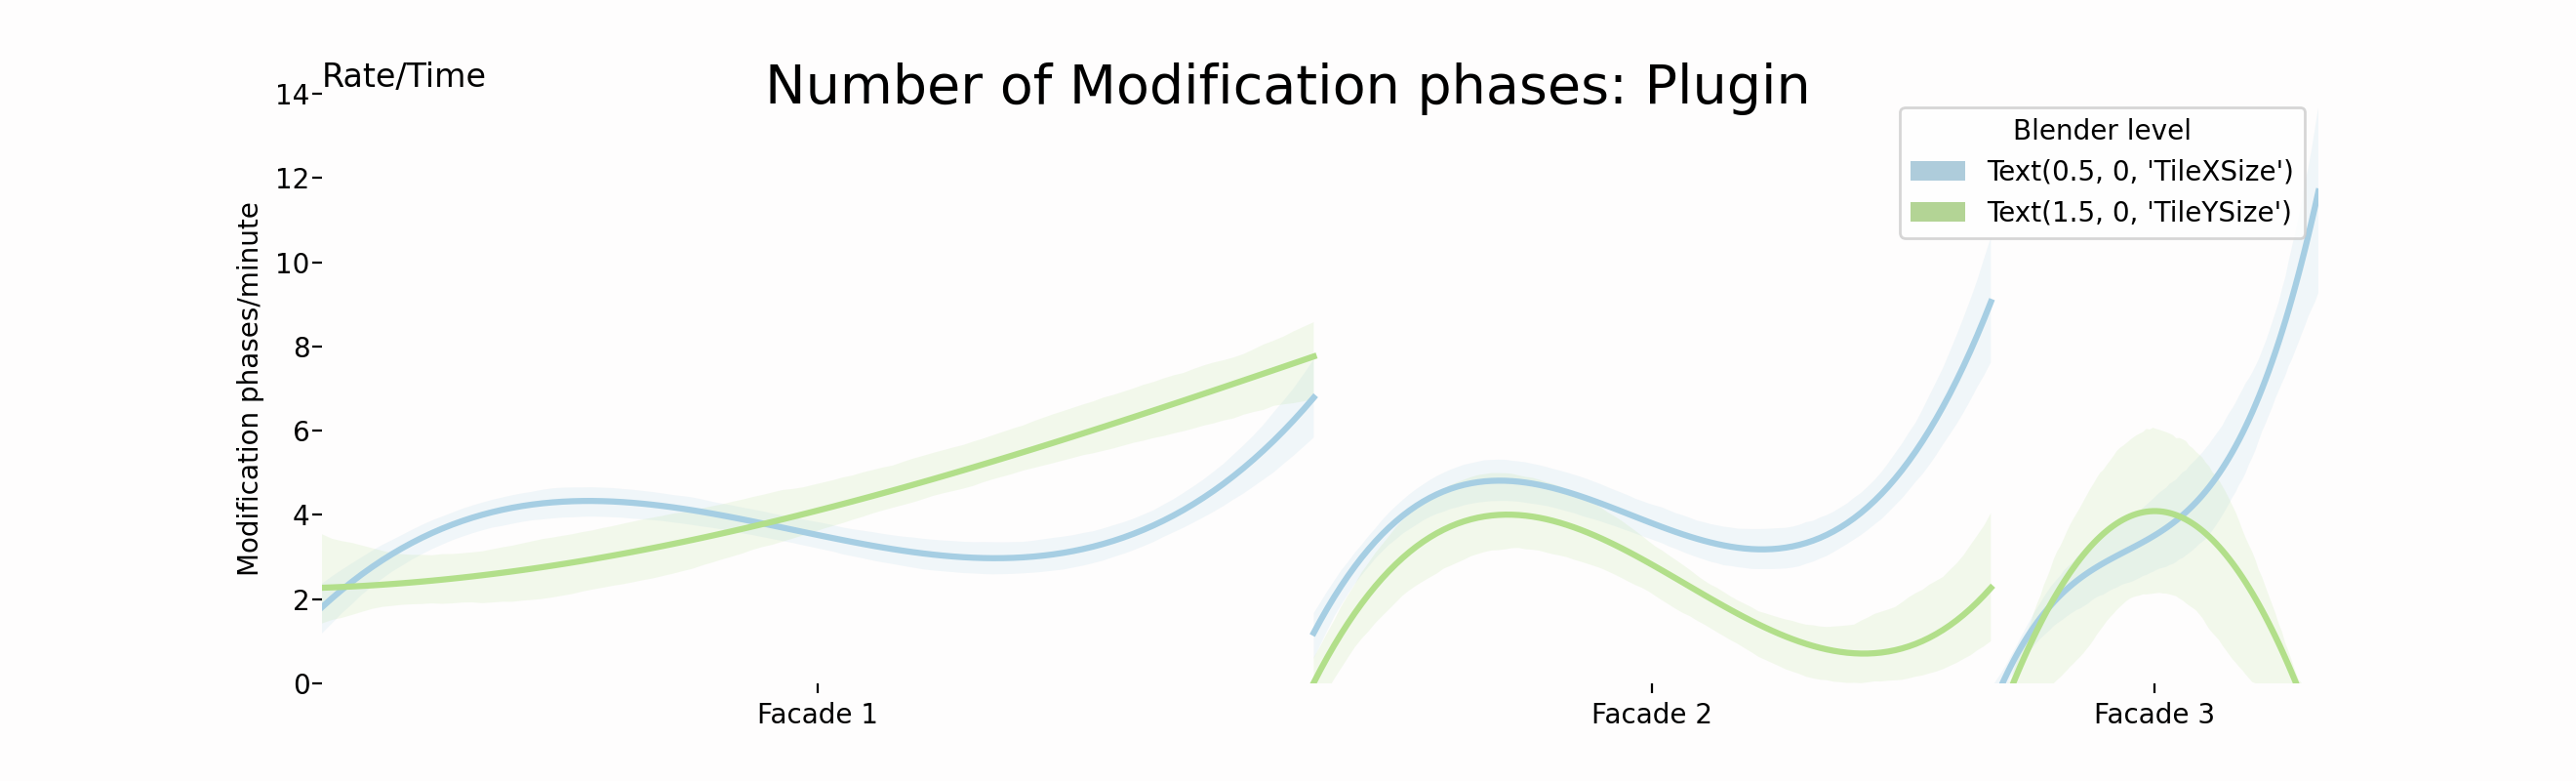 Rate/Time
Number of Modification phases: Plugin
Modification phases/minute
14
12
10
8
6
4
2
0
Blender level
Text(0.5, 0, 'TileXSize')
Text(1.5, 0, 'TileYSize')
Facade 1
Facade 2
Facade 3